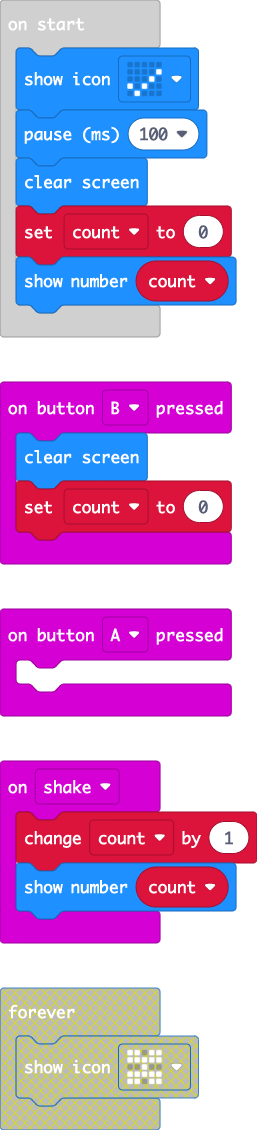 on start
show icon
pause (ms) 100
clear screen
set count to 0
show number count
on button B pressed
clear screen
set count to 0
on button A pressed
on shake
change count by 1
show number count
forever
show icon